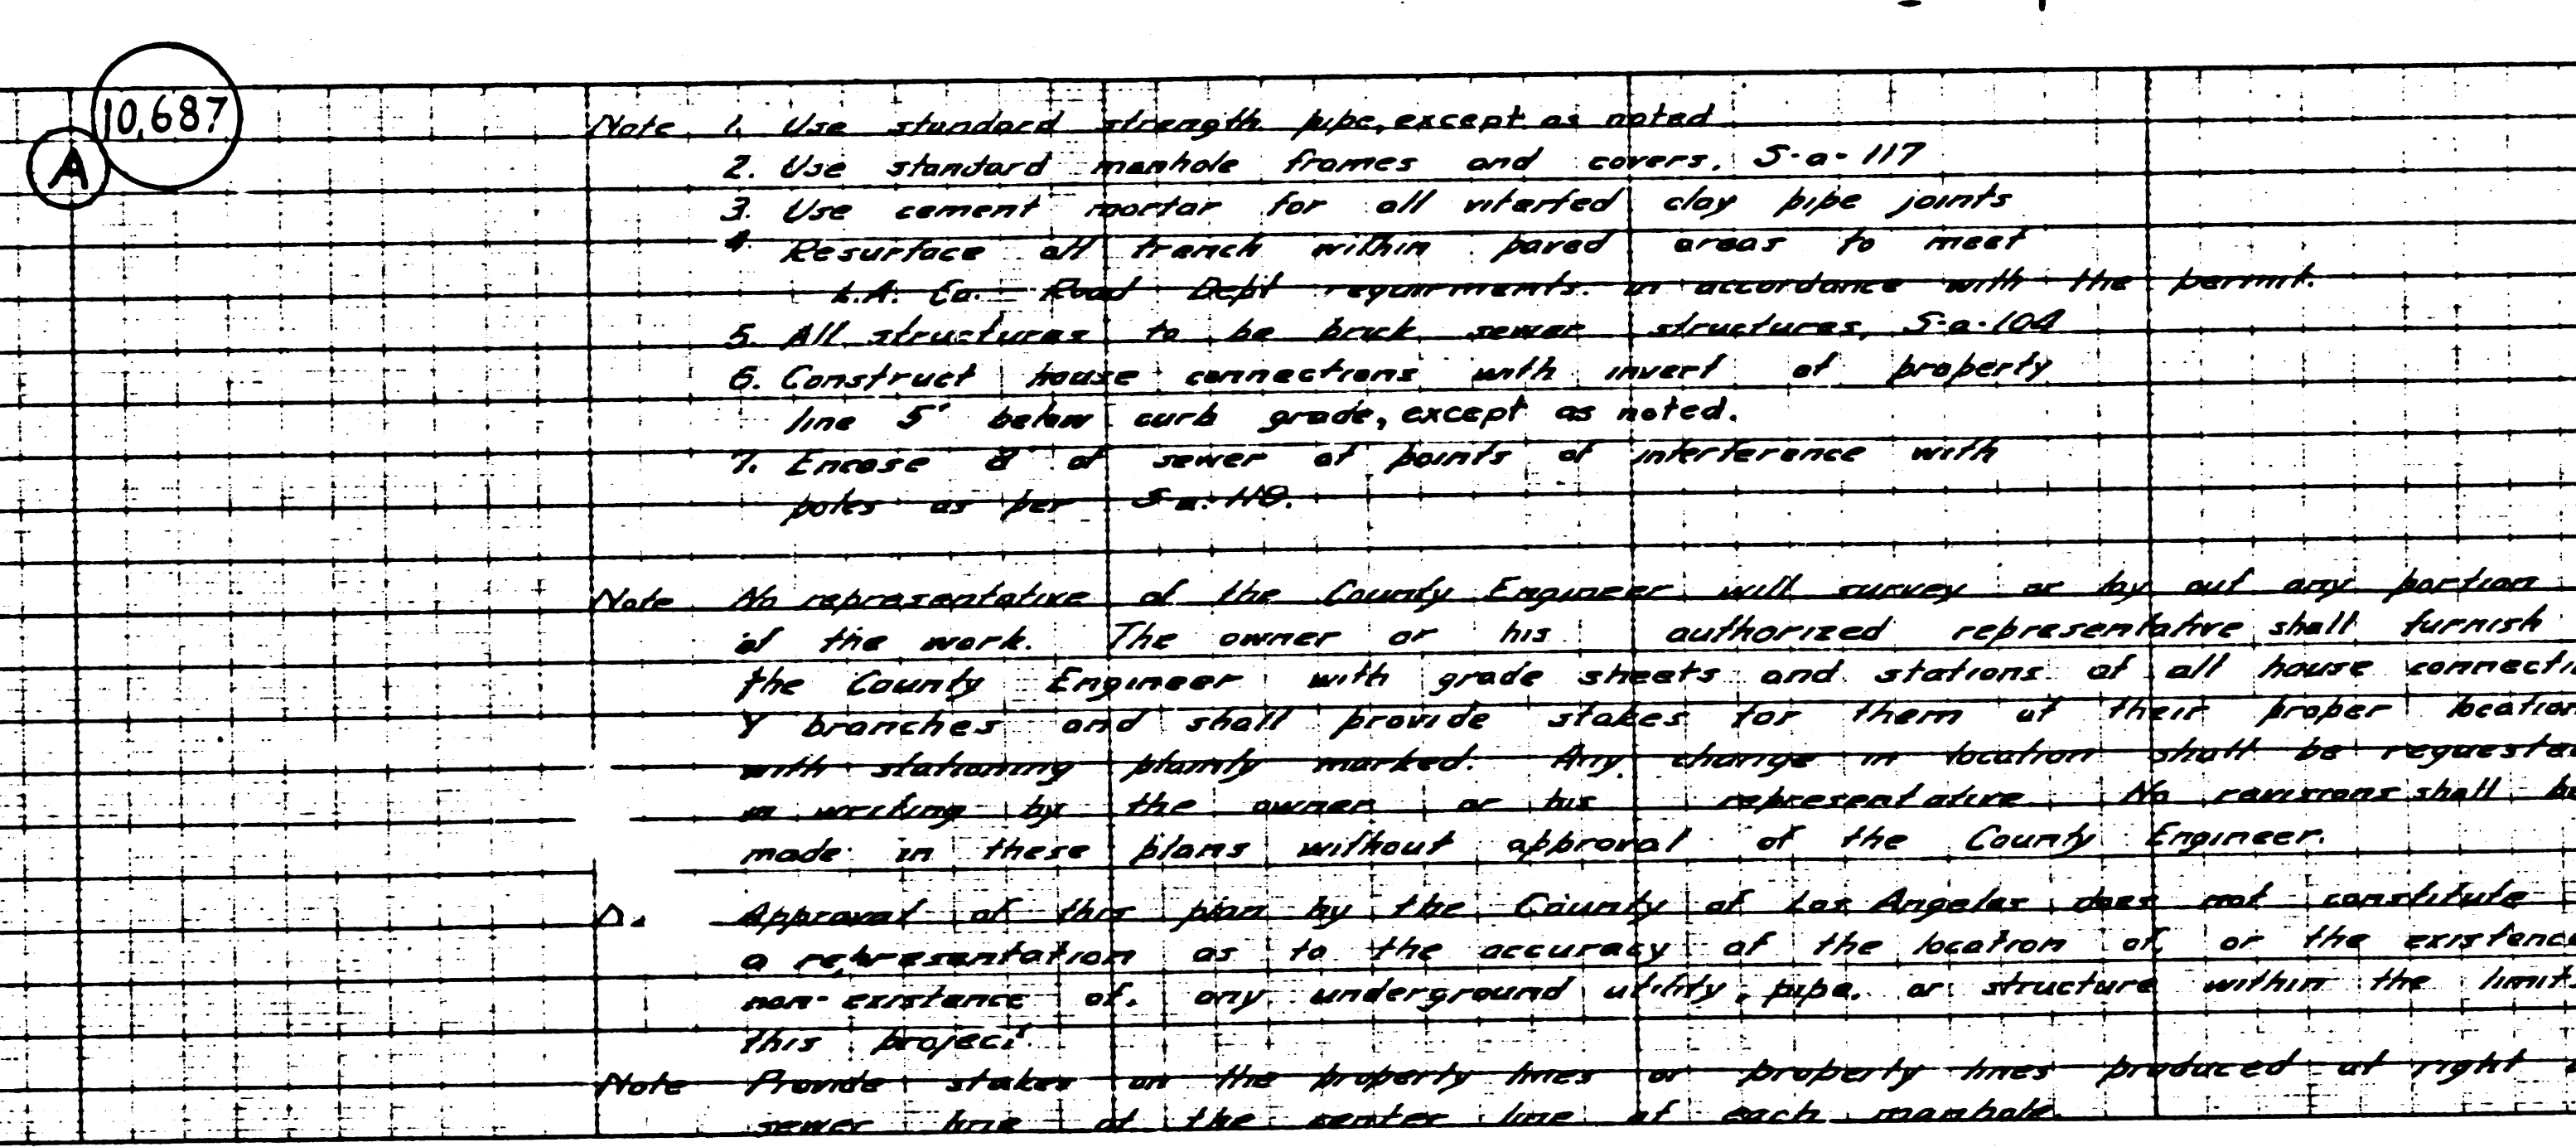 10,687
A
Note 1. Use standard strength pipe, except as noted
2. Use standard manhole frames and covers, S-a-117
3. Use cement mortar for all viterfed clay pipe joints
4 Resurface all trench within paved areas to meet
L.A. Co. Road Dept requirments. in accordance with the permit.
5. All structures to be brick sewer structures, S-a-104
6. Construct house connections with invert at property
line 5' below curb grade, except as noted.
7. Encase of sewer at points of interference with
poles as per
Note No representative of the County Engineer will survey or lay out any portion
of the work. The owner or his authorized representative shall furnish
the County Engineer with grade sheets and stations of all house connecti
Y branches and shall provide stakes for them at their proper location
with stationing plainly marked. Any change in location shall be requeste
in writing by the owner or his representative No revisions shall be
made in these plans without approval of the County Engineer.
Approval of this plan by the County of Los Angeles does not constitute
a representation as to the accuracy of the location of, or the existence
non-existance of, any underground utility, pipe, or structure within the limits
this project.
Note Provide stakes on the property lines or property lines produced at right
sewer line at the center line of each manhole.